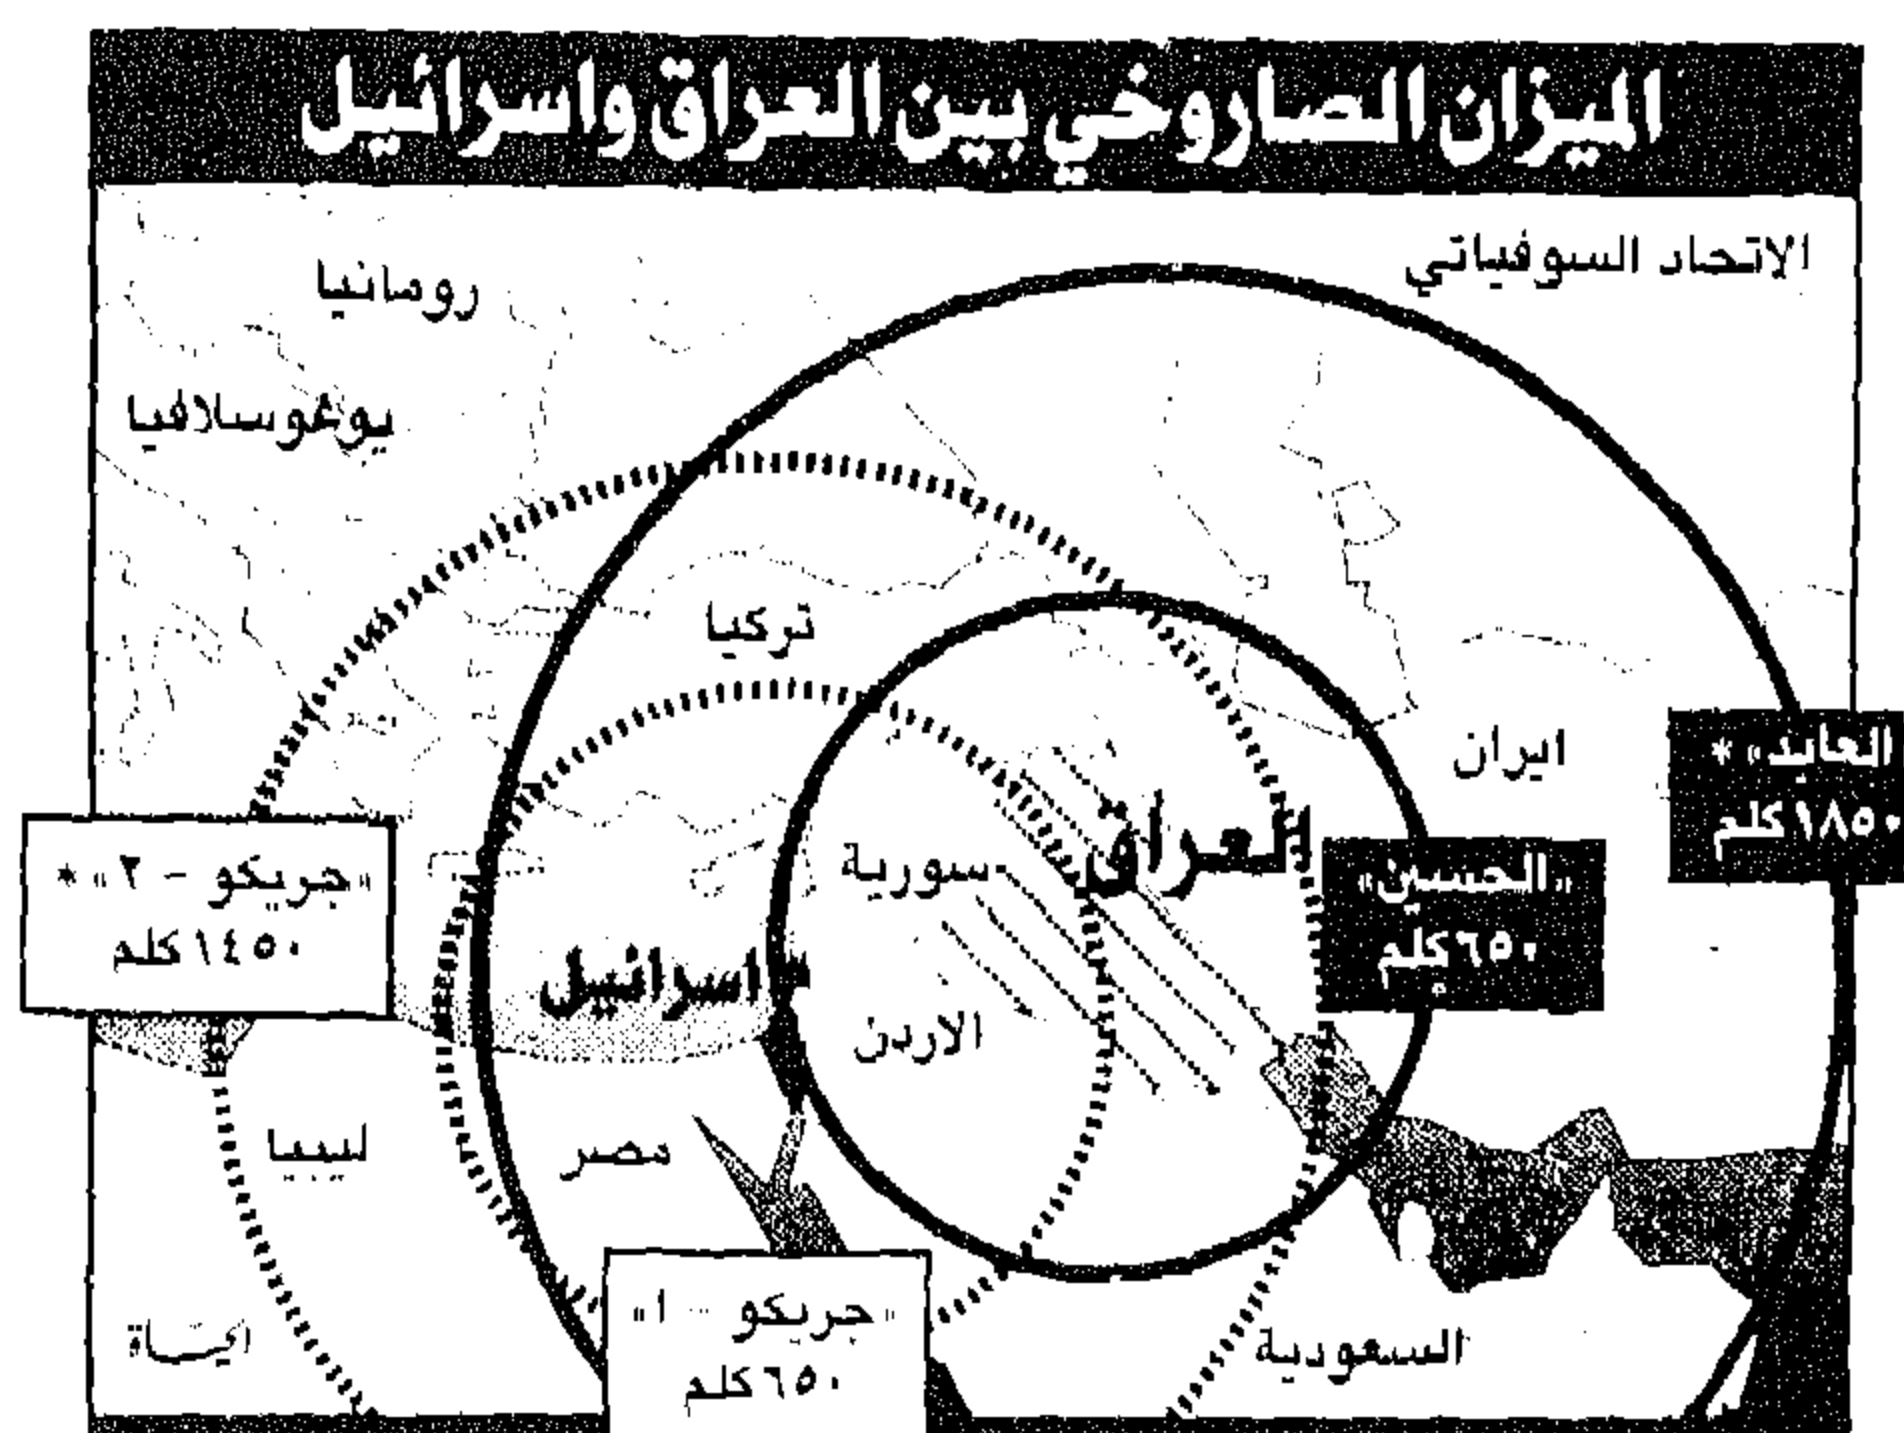 الميزان الصاروخي بين العراق واسرائيل
الاتحاد السوفياتي
رومانيا
يوغوسلافيا
تركيا
ايران
«العابد» *
١٨٥٠ كلم
العراق
سورية
«الحسين»
٦٥٠ كلم
«جريكو - ٢» *
١٤٥٠ كلم
اسرائيل
الاردن
ليبيا
مصر
«جريكو - ١»
٦٥٠ كلم
السعودية
الحياة